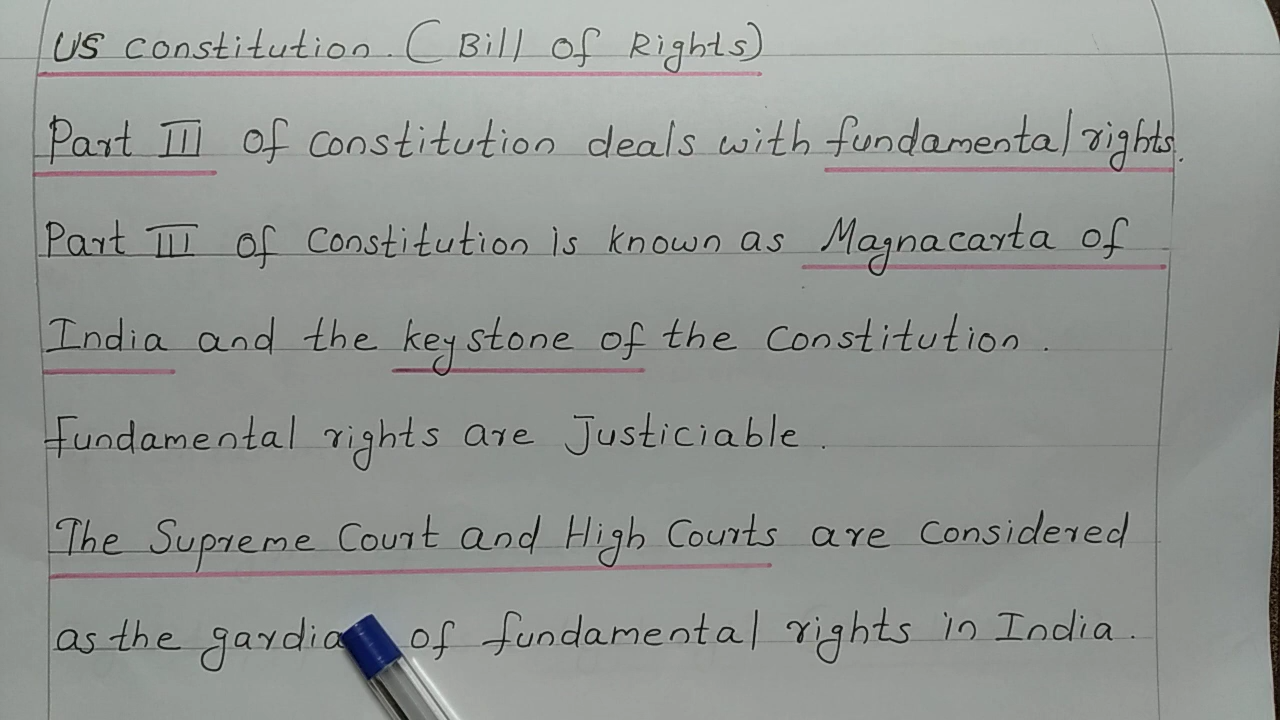 US constitution. (Bill of Rights)
Part III of constitution deals with fundamental rights.
Part III of constitution is known as Magnacarta of
India and the keystone of the constitution.
Fundamental rights are Justiciable.
The Supreme Court and High Courts are considered
as the of fundamental rights in India.